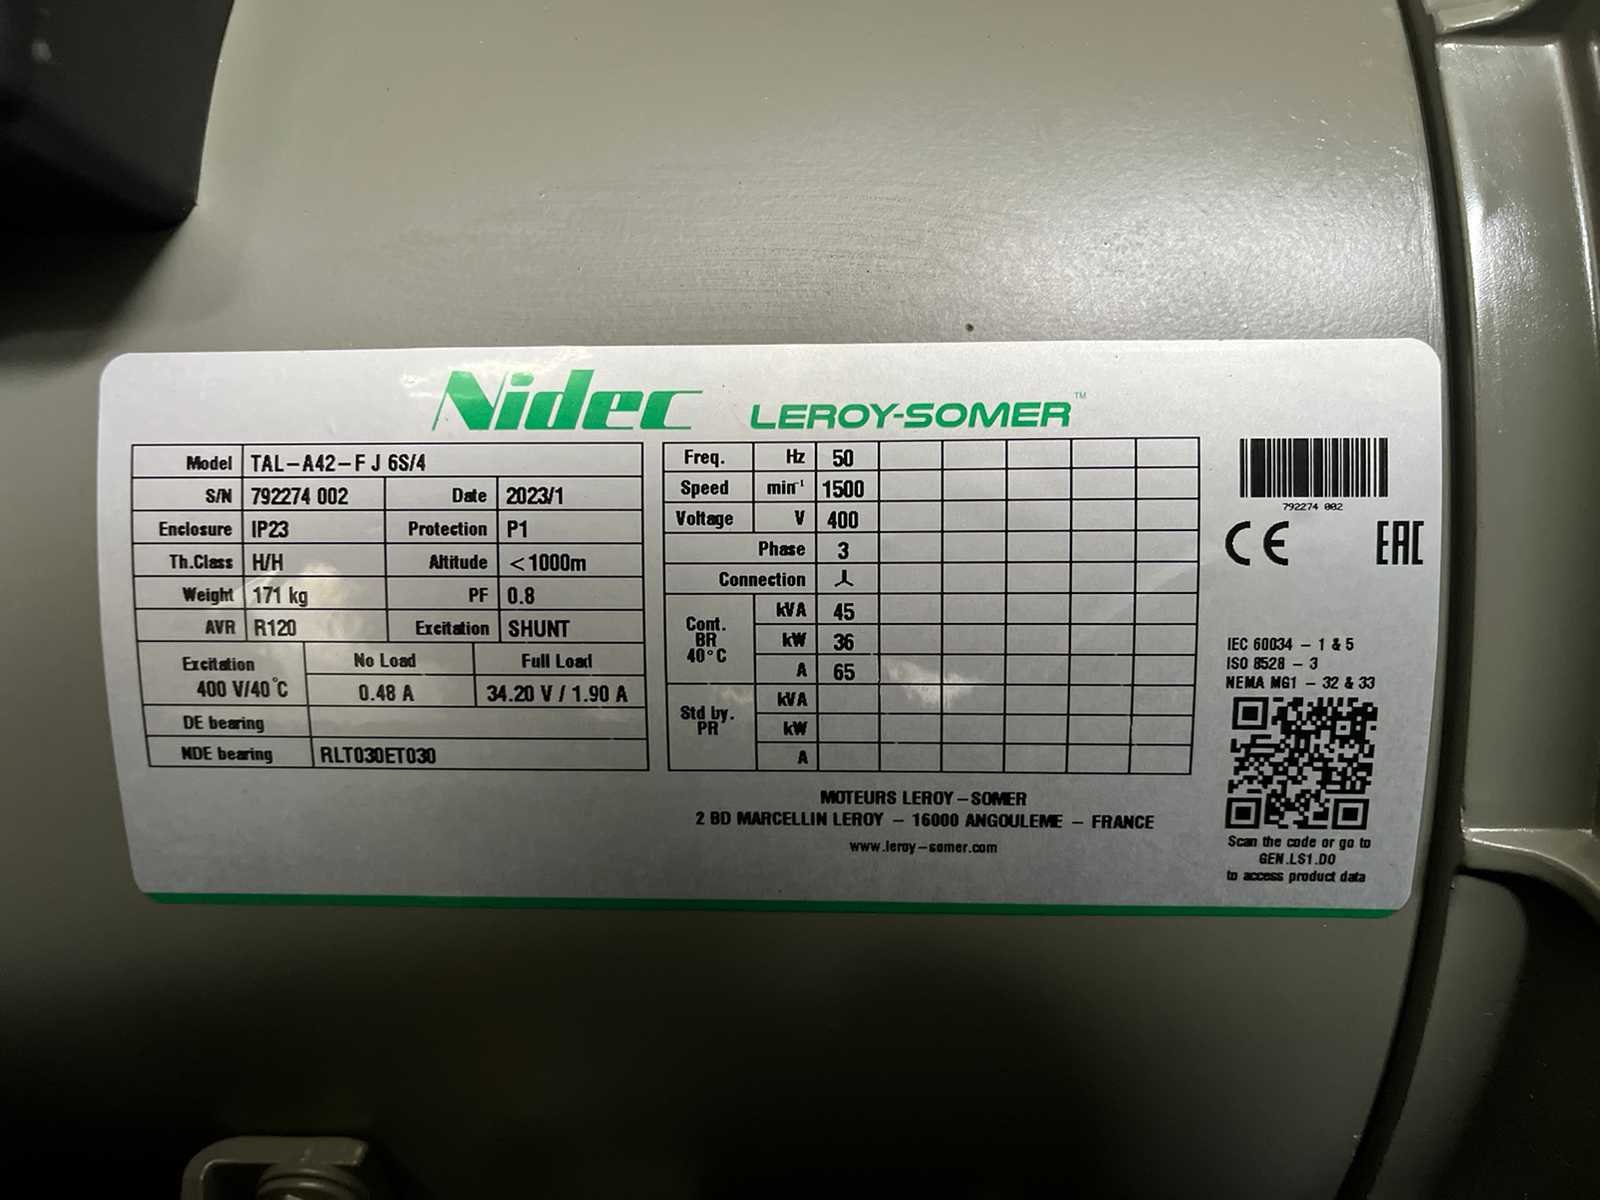 Nidec LEROY-SOMER™
Model TAL-A42-F J 6S/4
S/N 792274 002 Date 2023/1
Enclosure IP23 Protection P1
Th.Class H/H Altitude <1000m
Weight 171 kg PF 0.8
AVR R120 Excitation SHUNT
Excitation 400 V/40°C No Load Full Load
0.48 A 34.20 V / 1.90 A
DE bearing
NDE bearing RLT030ET030
Freq. Hz 50
Speed min⁻¹ 1500
Voltage V 400
Phase 3
Connection
Cont. BR 40°C kVA 45
kW 36
A 65
Std by. PR kVA
kW
A
MOTEURS LEROY-SOMER
2 BD MARCELLIN LEROY - 16000 ANGOULEME - FRANCE
www.leroy-somer.com
792274 002
CE EAC
IEC 60034 - 1 & 5
ISO 8528 - 3
NEMA MG1 - 32 & 33
Scan the code or go to
GEN.LS1.DO
to access product data